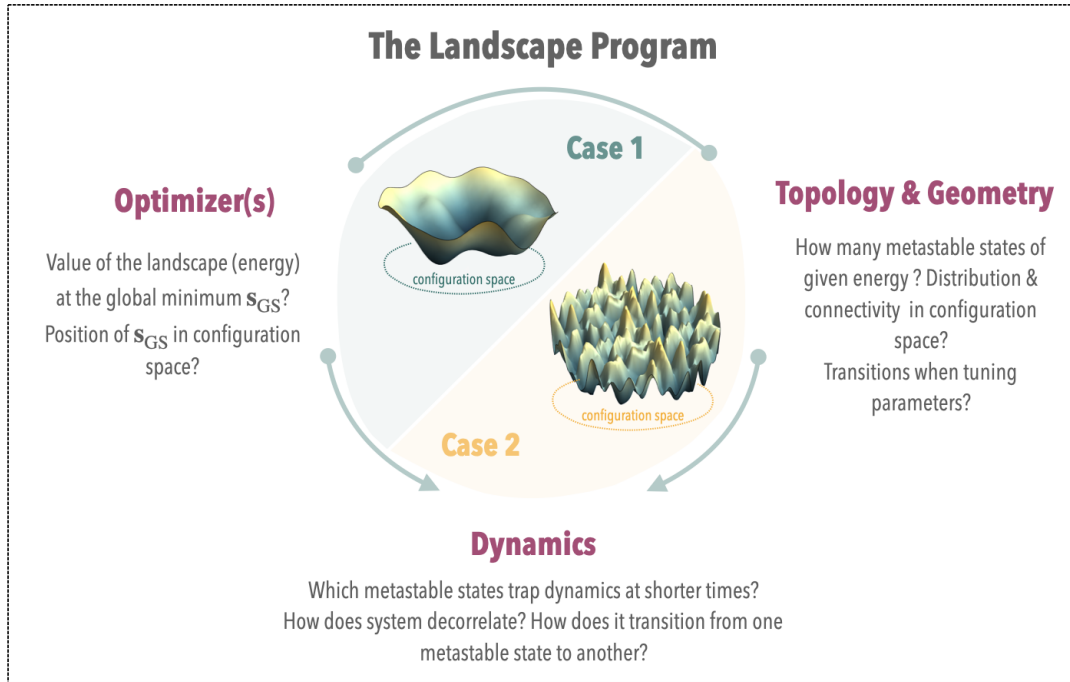 The Landscape Program
Case 1
configuration space
Optimizer(s)
Value of the landscape (energy)
at the global minimum s_GS?
Position of s_GS in configuration
space?
Topology & Geometry
How many metastable states of
given energy ? Distribution &
connectivity in configuration
space?
Transitions when tuning
parameters?
configuration space
Case 2
Dynamics
Which metastable states trap dynamics at shorter times?
How does system decorrelate? How does it transition from one
metastable state to another?